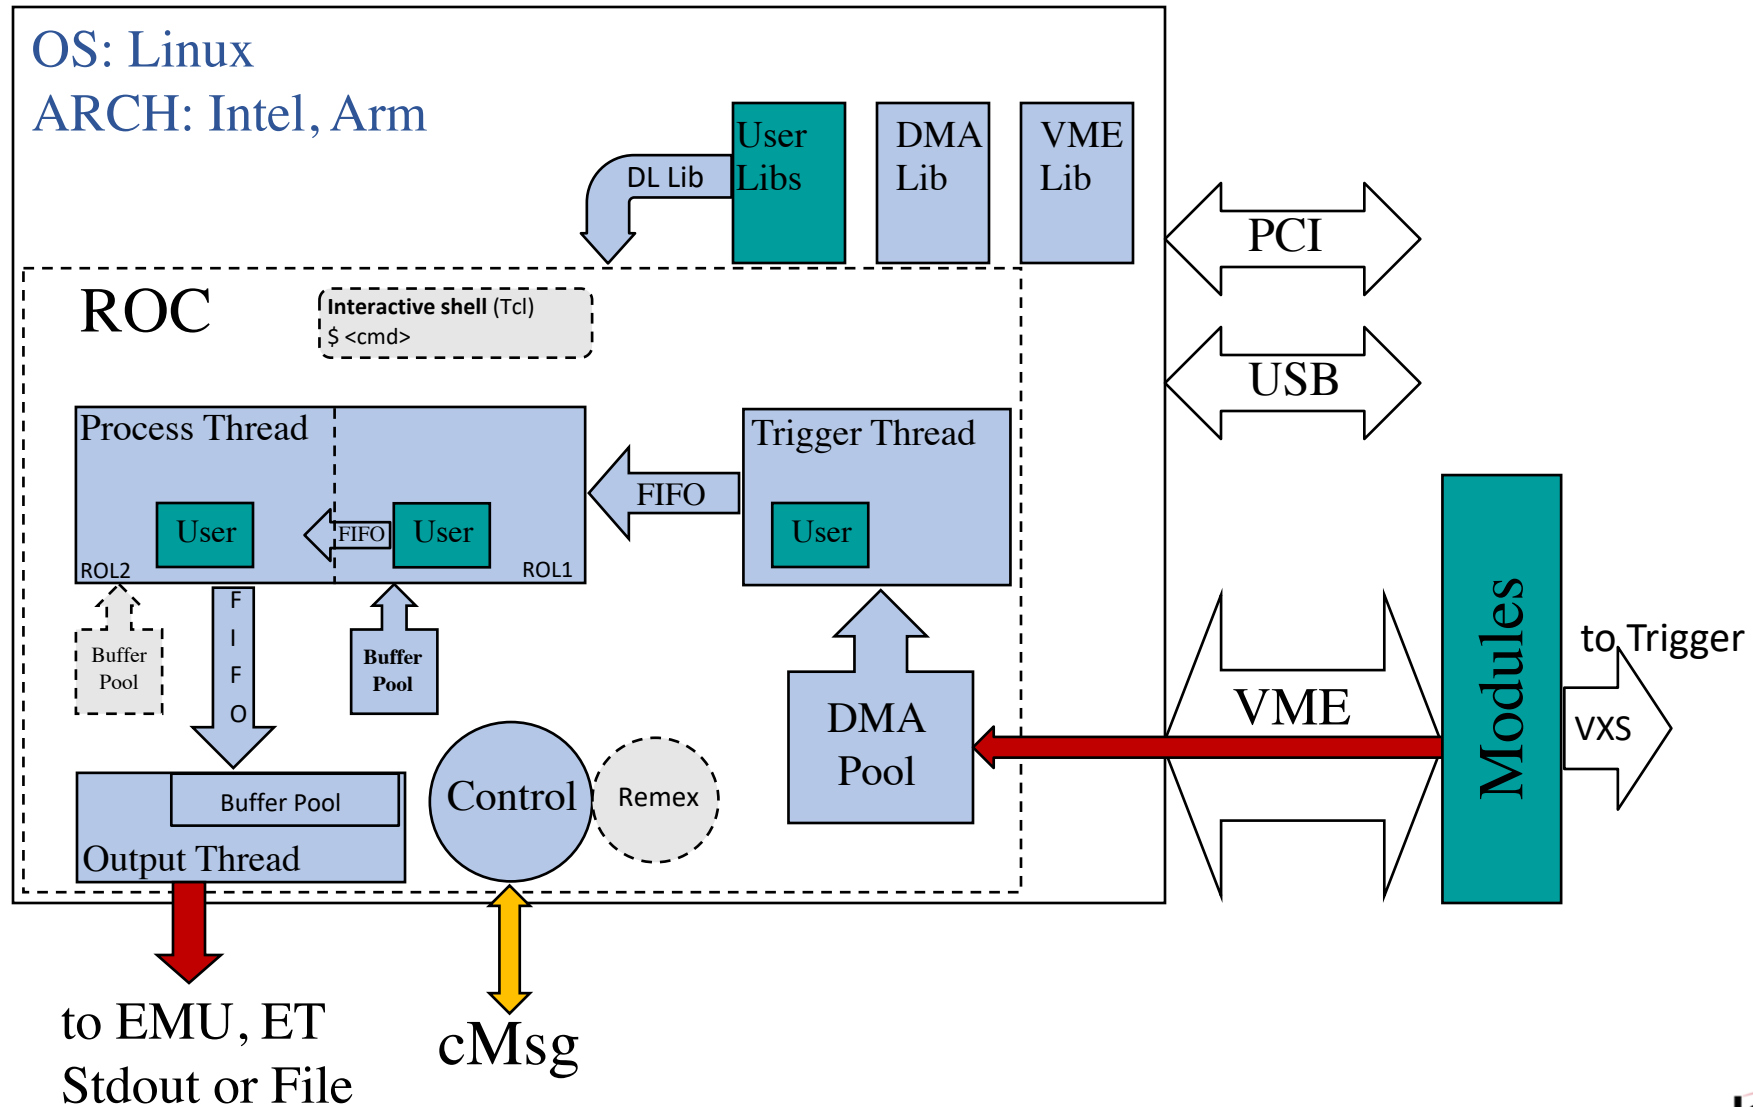 OS: Linux
ARCH: Intel, Arm
User
Libs
DMA
Lib
VME
Lib
DL Lib
PCI
ROC
Interactive shell (Tcl)
$ <cmd>
USB
Process Thread
Trigger Thread
FIFO
User
FIFO
User
User
ROL2
ROL1
F
I
F
O
Buffer
Pool
Buffer
Pool
DMA
Pool
VME
Modules
to Trigger
VXS
Buffer Pool
Output Thread
Control
Remex
to EMU, ET
Stdout or File
cMsg